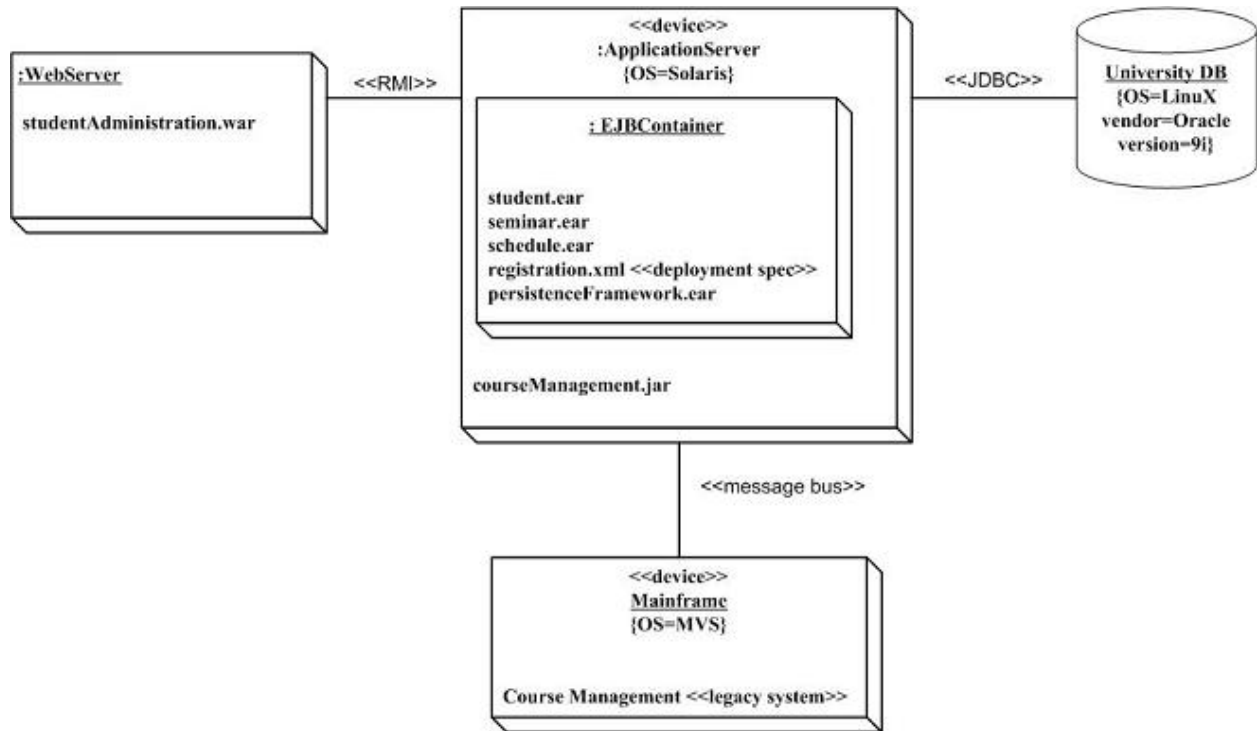 :WebServer
studentAdministration.war
<<RMI>>
<<device>>
:ApplicationServer
{OS=Solaris}
: EJBContainer
student.ear
seminar.ear
schedule.ear
registration.xml <<deployment spec>>
persistenceFramework.ear
courseManagement.jar
<<JDBC>>
University DB
{OS=LinuX
vendor=Oracle
version=9i}
<<message bus>>
<<device>>
Mainframe
{OS=MVS}
Course Management <<legacy system>>